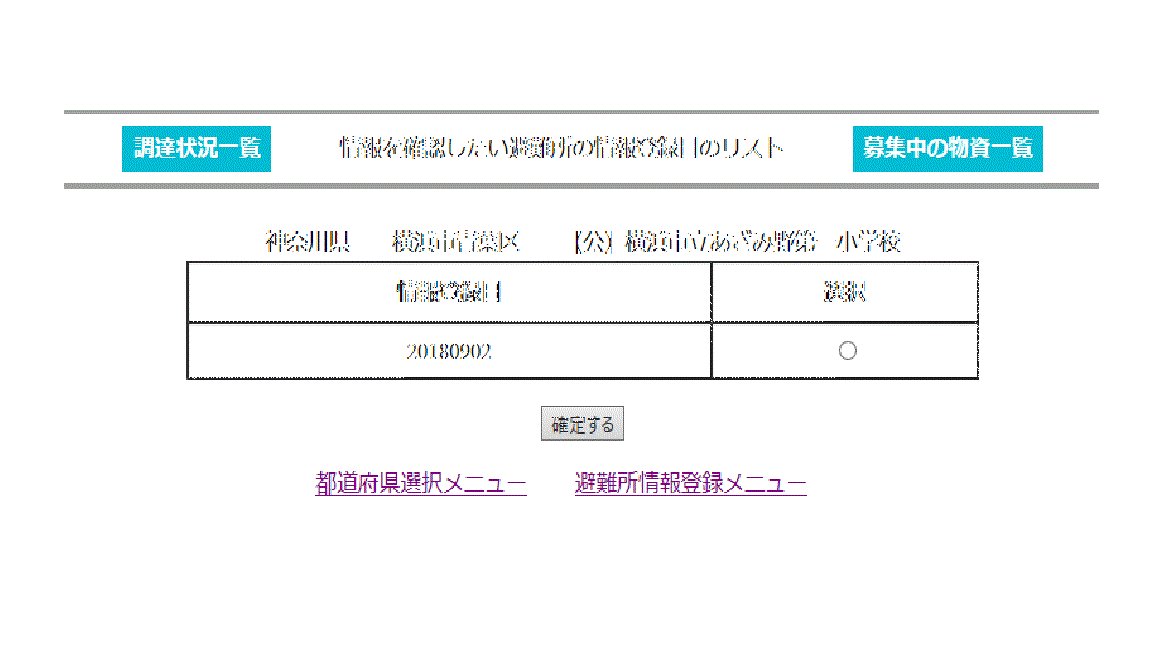 調達状況一覧 情報を確認したい避難所の情報登録日のリスト 募集中の物資一覧
神奈川県 横浜市青葉区 【公】横浜市立あざみ野第 小学校
情報登録日 選択
20180902
確定する
都道府県選択メニュー 避難所情報登録メニュー